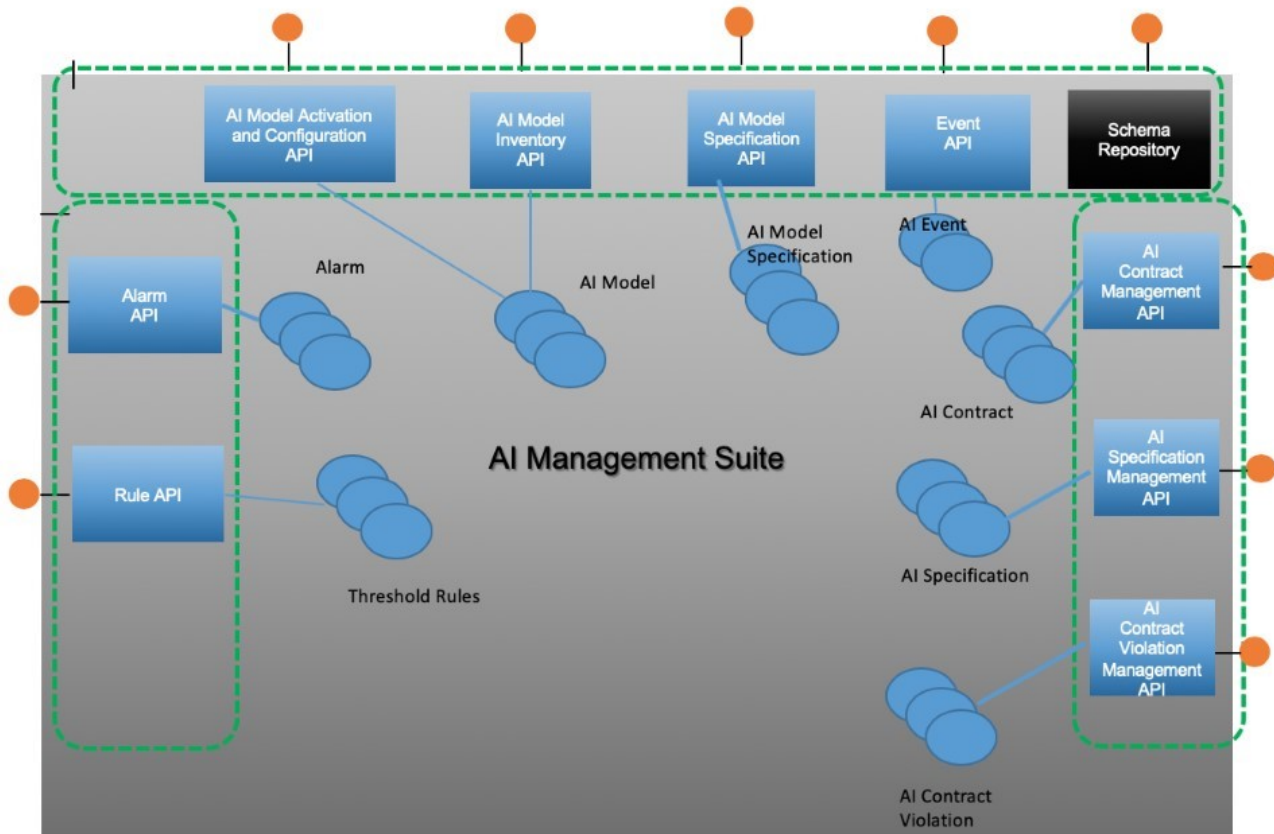 AI Model Activation
and Configuration
API
AI Model
Inventory
API
AI Model
Specification
API
Event
API
Schema
Repository
Alarm
API
Alarm
AI Model
AI Model
Specification
AI Event
AI
Contract
Management
API
AI Contract
AI Management Suite
Rule API
Threshold Rules
AI
Specification
Management
API
AI Specification
AI
Contract
Violation
Management
API
AI Contract
Violation